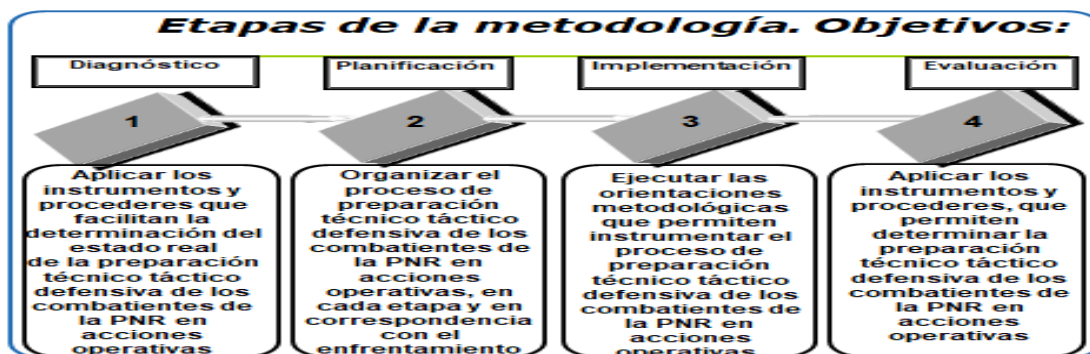 Etapas de la metodología. Objetivos:
Diagnóstico
Planificación
Implementación
Evaluación
1
2
3
4
Aplicar los
instrumentos y
procederes que
facilitan la
determinación del
estado real
de la preparación
técnico táctico
defensiva de los
combatientes de
la PNR en
acciones
operativas
Organizar el
proceso de
preparación
técnico táctico
defensiva de los
combatientes de
la PNR en
acciones
operativas, en
cada etapa y en
correspondencia
con el
enfrentamiento
Ejecutar las
orientaciones
metodológicas
que permiten
instrumentar el
proceso de
preparación
técnico táctico
defensiva de los
combatientes de
la PNR en
acciones
operativas
Aplicar los
instrumentos y
procederes, que
permiten
determinar la
preparación
técnico táctico
defensiva de los
combatientes de
la PNR en
acciones
operativas